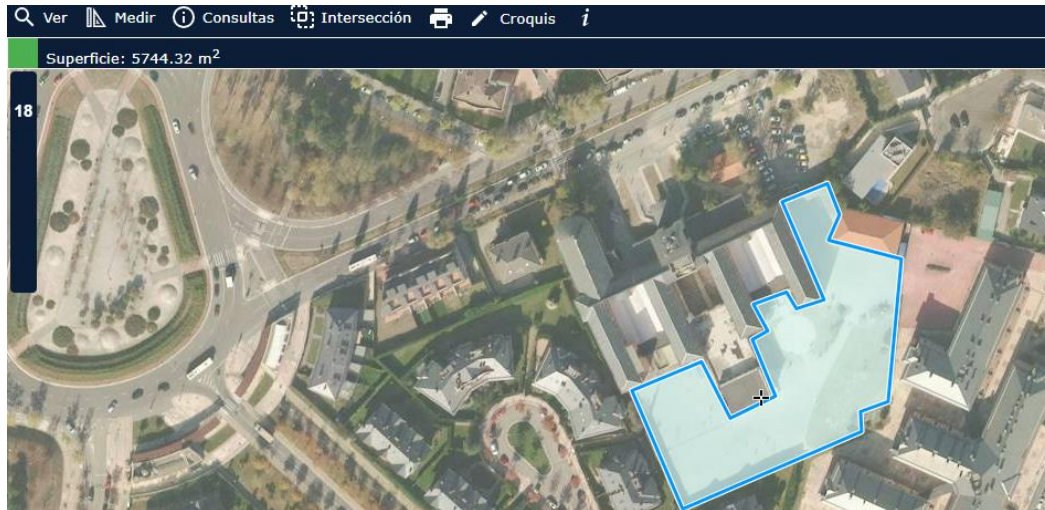 Ver Medir Consultas Intersección Croquis i
Superficie: 5744.32 m²
18